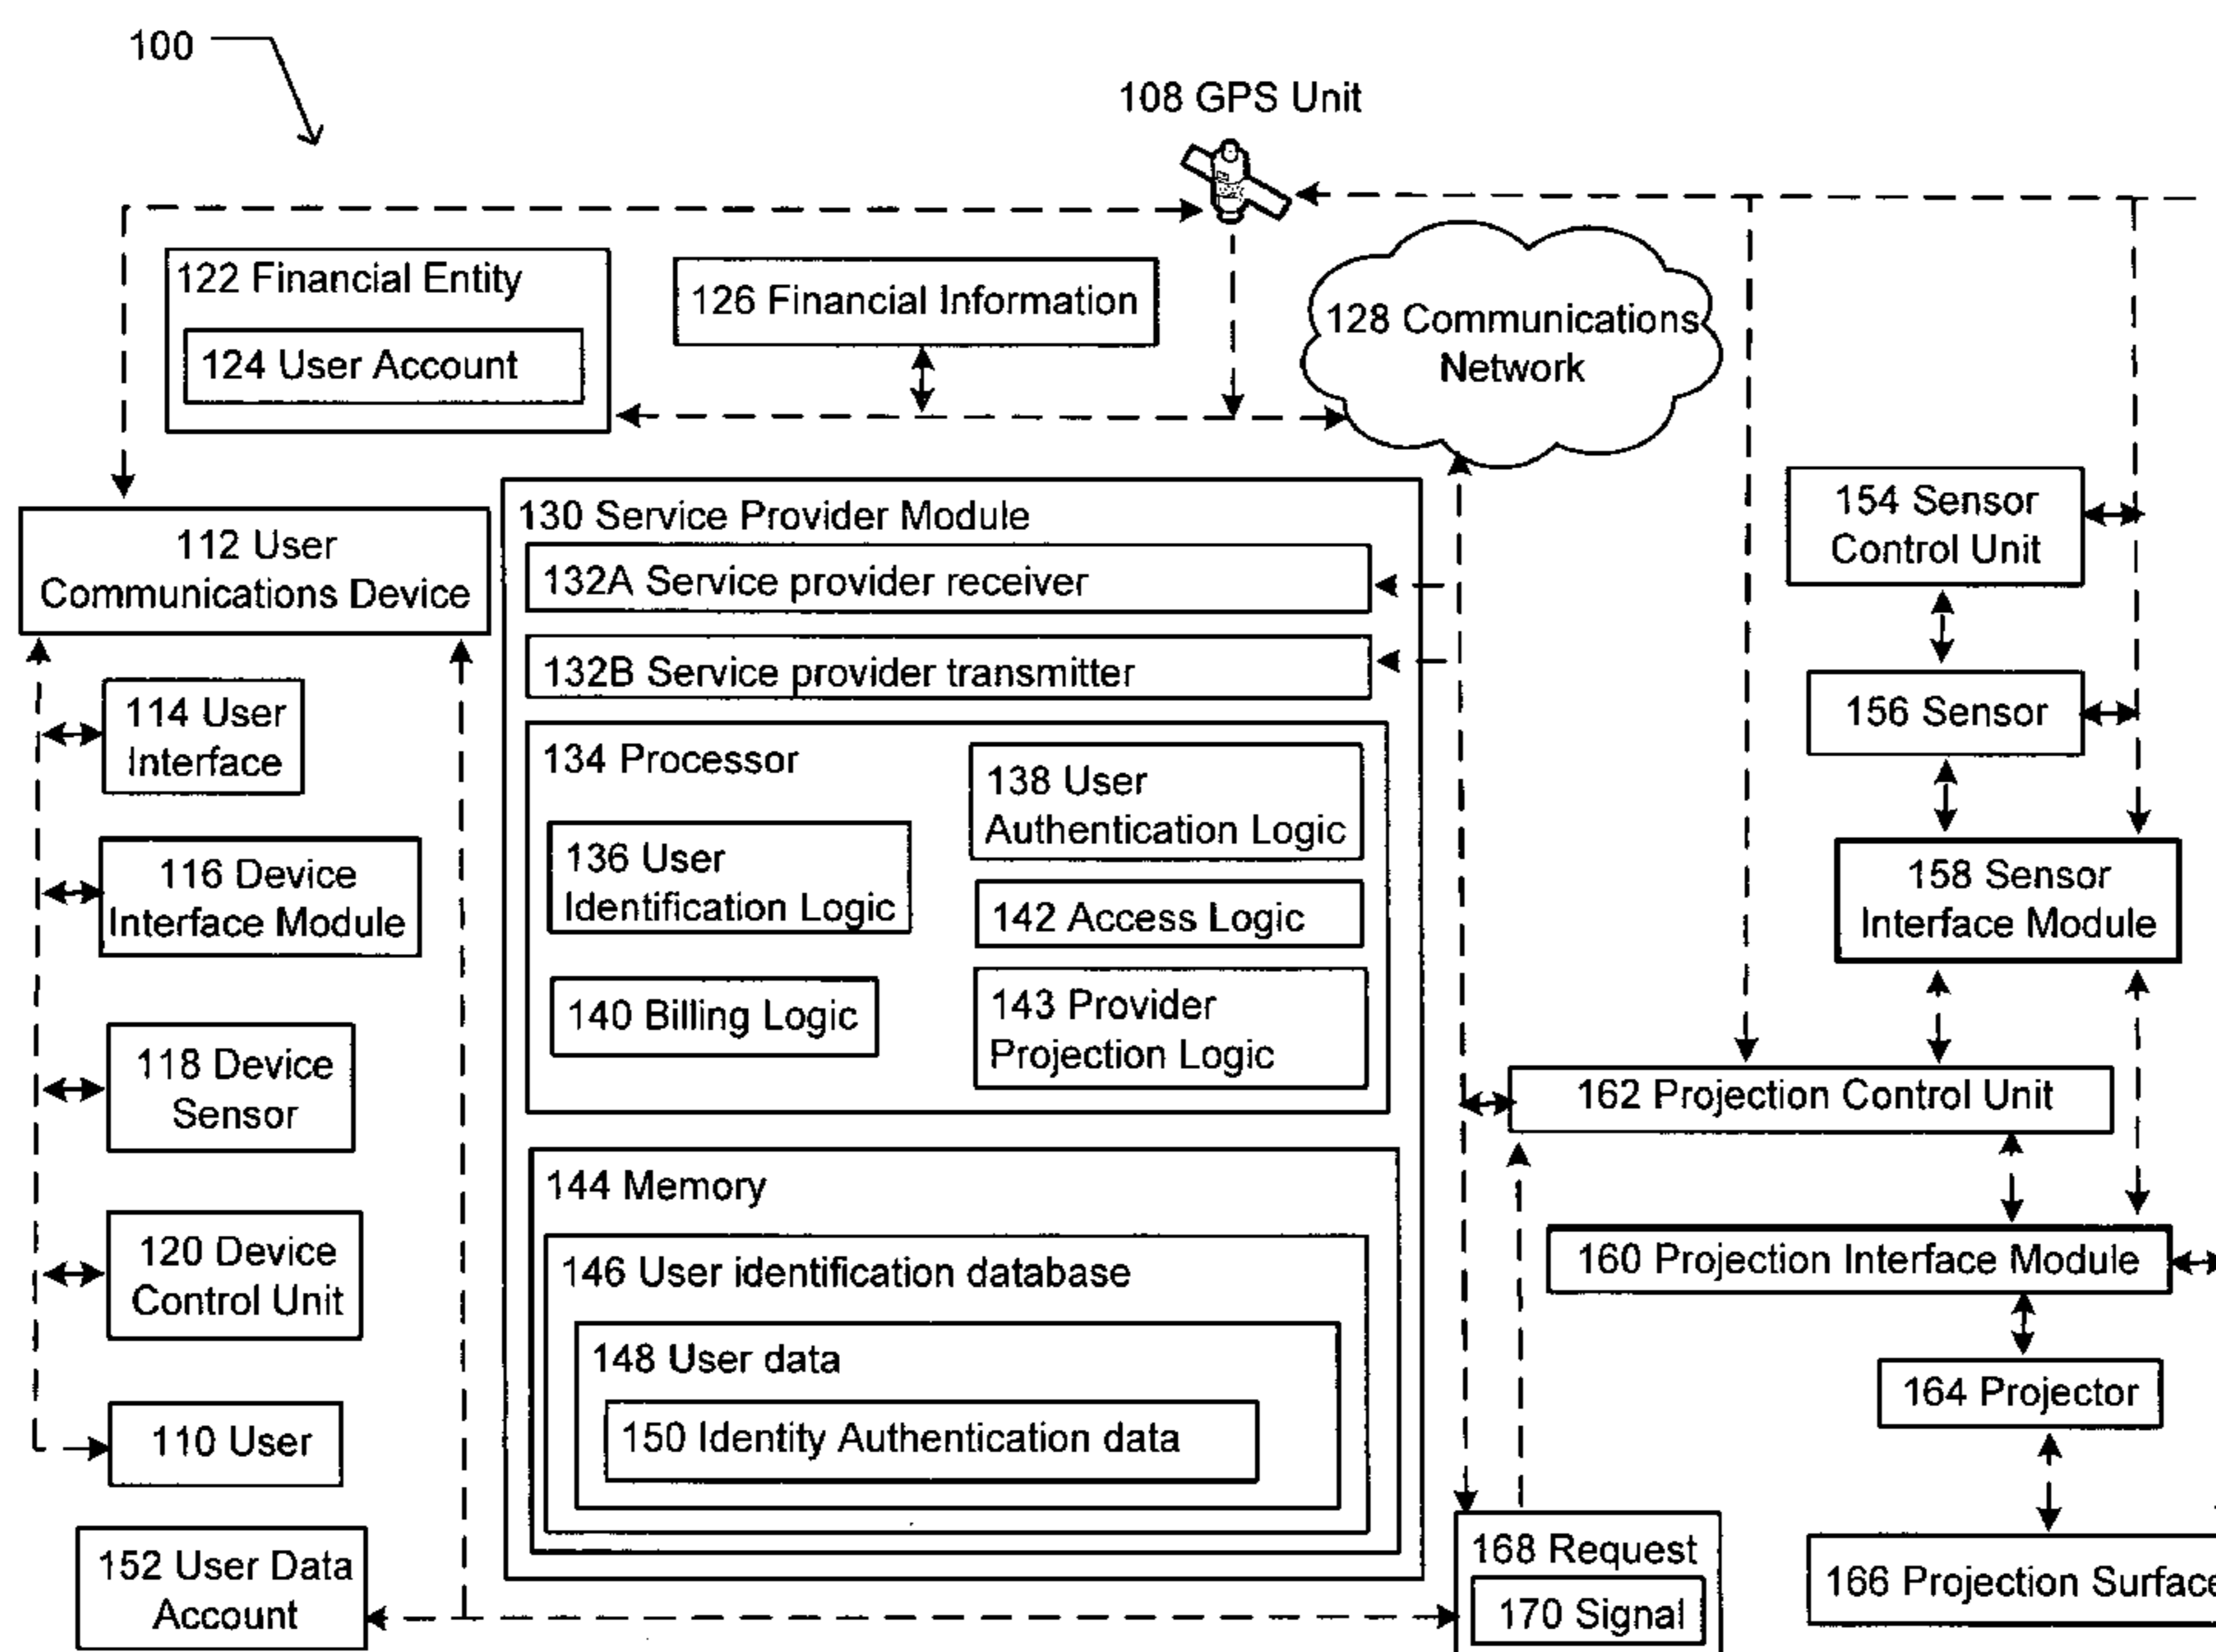 100
108 GPS Unit
122 Financial Entity
124 User Account
126 Financial Information
128 Communications
Network
112 User
Communications Device
114 User
Interface
116 Device
Interface Module
118 Device
Sensor
120 Device
Control Unit
110 User
152 User Data
Account
130 Service Provider Module
132A Service provider receiver
132B Service provider transmitter
134 Processor
136 User
Identification Logic
138 User
Authentication Logic
142 Access Logic
140 Billing Logic
143 Provider
Projection Logic
144 Memory
146 User identification database
148 User data
150 Identity Authentication data
154 Sensor
Control Unit
156 Sensor
158 Sensor
Interface Module
162 Projection Control Unit
160 Projection Interface Module
164 Projector
166 Projection Surface
168 Request
170 Signal